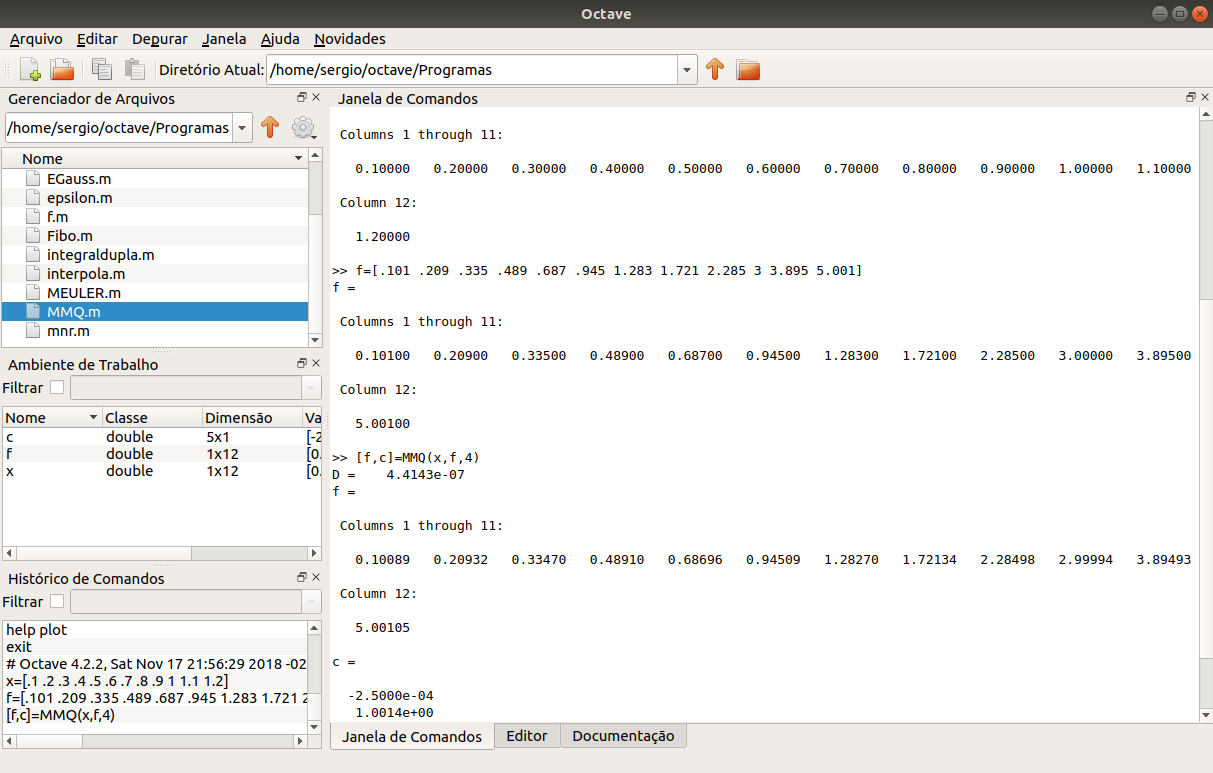 Octave
Arquivo Editar Depurar Janela Ajuda Novidades
Diretório Atual: /home/sergio/octave/Programas
Gerenciador de Arquivos
/home/sergio/octave/Programas
Nome
EGauss.m
epsilon.m
f.m
Fibo.m
integraldupla.m
interpola.m
MEULER.m
MMQ.m
mnr.m
Ambiente de Trabalho
Filtrar
Nome Classe Dimensão Va
c double 5x1 [-2
f double 1x12 [0.
x double 1x12 [0.
Histórico de Comandos
Filtrar
help plot
exit
# Octave 4.2.2, Sat Nov 17 21:56:29 2018 -02
x=[.1 .2 .3 .4 .5 .6 .7 .8 .9 1 1.1 1.2]
f=[.101 .209 .335 .489 .687 .945 1.283 1.721 2
[f,c]=MMQ(x,f,4)
Janela de Comandos
Columns 1 through 11:
0.10000 0.20000 0.30000 0.40000 0.50000 0.60000 0.70000 0.80000 0.90000 1.00000 1.10000
Column 12:
1.20000
>> f=[.101 .209 .335 .489 .687 .945 1.283 1.721 2.285 3 3.895 5.001]
f =
Columns 1 through 11:
0.10100 0.20900 0.33500 0.48900 0.68700 0.94500 1.28300 1.72100 2.28500 3.00000 3.89500
Column 12:
5.00100
>> [f,c]=MMQ(x,f,4)
D = 4.4143e-07
f =
Columns 1 through 11:
0.10089 0.20932 0.33470 0.48910 0.68696 0.94509 1.28270 1.72134 2.28498 2.99994 3.89493
Column 12:
5.00105
c =
-2.5000e-04
1.0014e+00
Janela de Comandos Editor Documentação